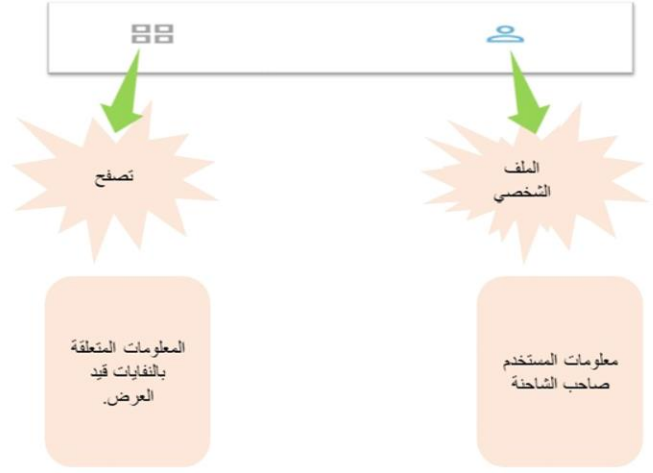 الملف
الشخصي
تصفح
معلومات المستخدم
صاحب الشاحنة
المعلومات المتعلقة
بالنفايات قيد
العرض.